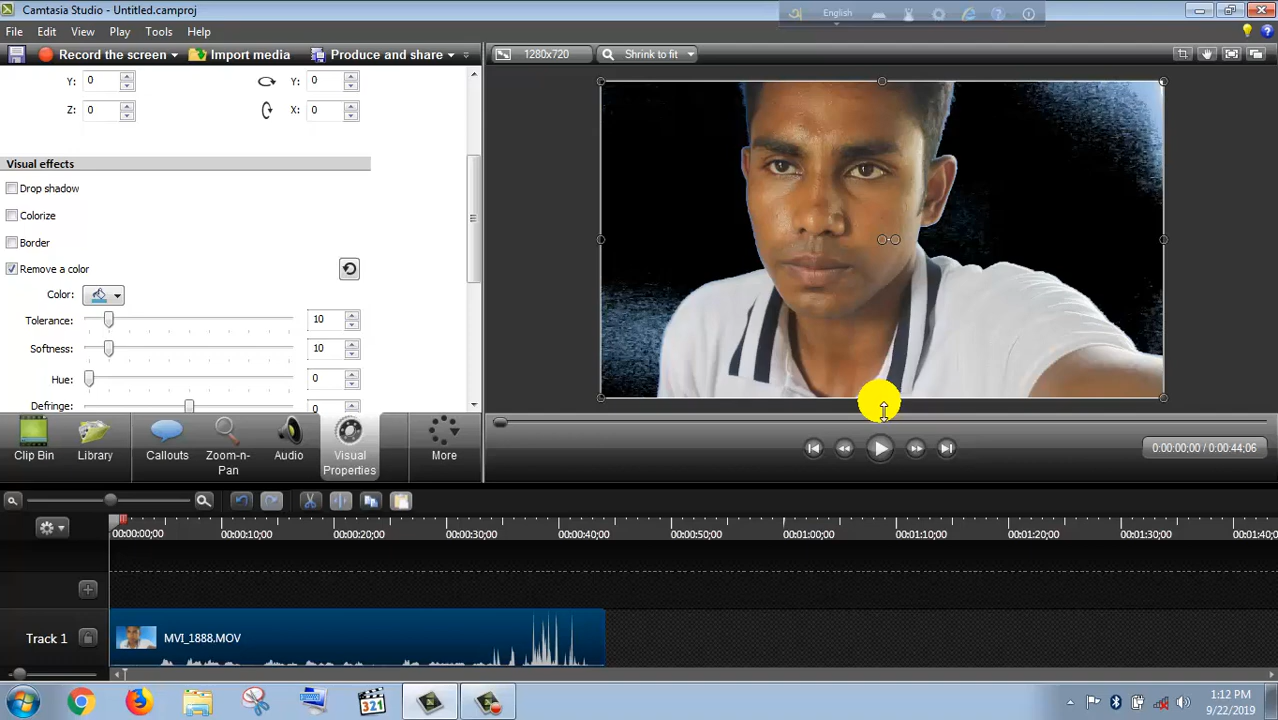 Camtasia Studio - Untitled.camproj
English
File Edit View Play Tools Help
Record the screen Import media Produce and share
1280x720 Shrink to fit
Y: 0 Y: 0
Z: 0 X: 0
Visual effects
Drop shadow
Colorize
Border
Remove a color
Color:
Tolerance: 10
Softness: 10
Hue: 0
Defringe: 0
Clip Bin Library Callouts Zoom-n-Pan Audio Visual Properties More
0:00:00;00 / 0:00:44;06
00:00:00;00 00:00:10;00 00:00:20;00 00:00:30;00 00:00:40;00 00:00:50;00 00:01:00;00 00:01:10;00 00:01:20;00 00:01:30;00 00:01:40;0
Track 1 MVI_1888.MOV
321
1:12 PM
9/22/2019